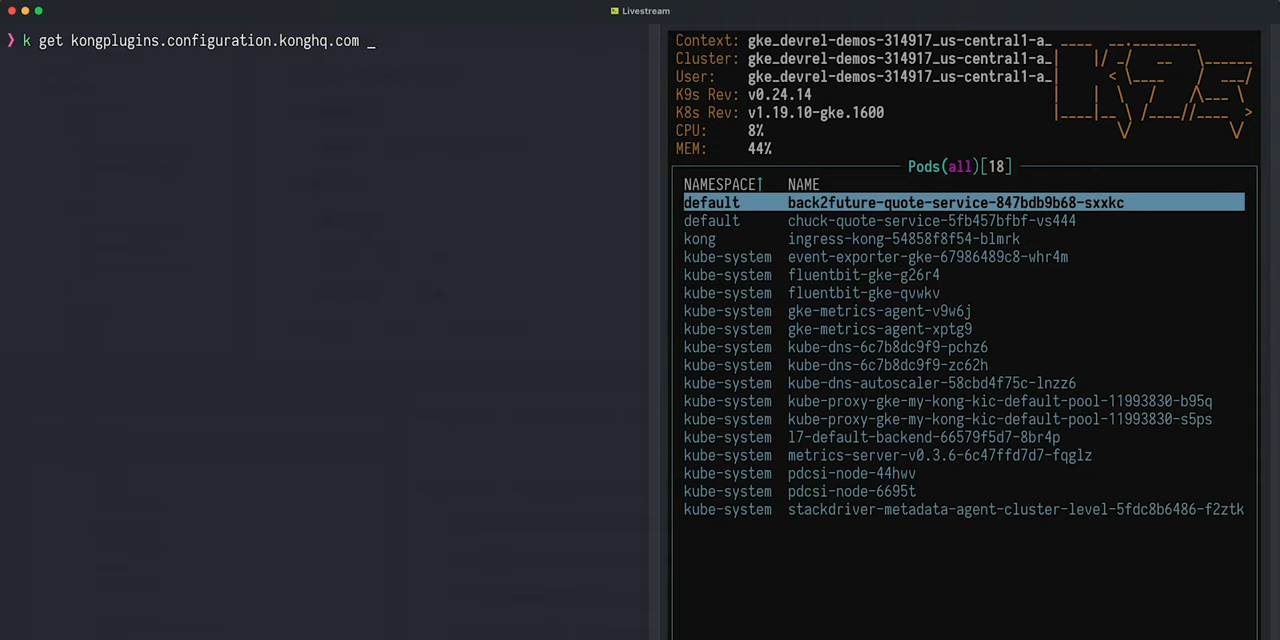 Livestream
❯ k get kongplugins.configuration.konghq.com _
Context: gke_devrel-demos-314917_us-central1-a_
Cluster: gke_devrel-demos-314917_us-central1-a_
User: gke_devrel-demos-314917_us-central1-a_
K9s Rev: v0.24.14
K8s Rev: v1.19.10-gke.1600
CPU: 8%
MEM: 44%
Pods(all)[18]
NAMESPACE↑ NAME
default back2future-quote-service-847bdb9b68-sxxkc
default chuck-quote-service-5fb457bfbf-vs444
kong ingress-kong-54858f8f54-blmrk
kube-system event-exporter-gke-67986489c8-whr4m
kube-system fluentbit-gke-g26r4
kube-system fluentbit-gke-qvwkv
kube-system gke-metrics-agent-v9w6j
kube-system gke-metrics-agent-xptg9
kube-system kube-dns-6c7b8dc9f9-pchz6
kube-system kube-dns-6c7b8dc9f9-zc62h
kube-system kube-dns-autoscaler-58cbd4f75c-lnzz6
kube-system kube-proxy-gke-my-kong-kic-default-pool-11993830-b95q
kube-system kube-proxy-gke-my-kong-kic-default-pool-11993830-s5ps
kube-system l7-default-backend-66579f5d7-8br4p
kube-system metrics-server-v0.3.6-6c47ffd7d7-fqglz
kube-system pdcsi-node-44hwv
kube-system pdcsi-node-6695t
kube-system stackdriver-metadata-agent-cluster-level-5fdc8b6486-f2ztk